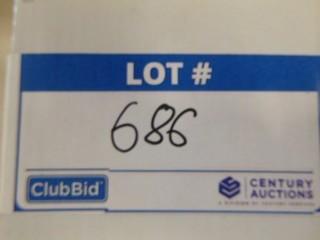 LOT #
686
ClubBid
CENTURY
AUCTIONS